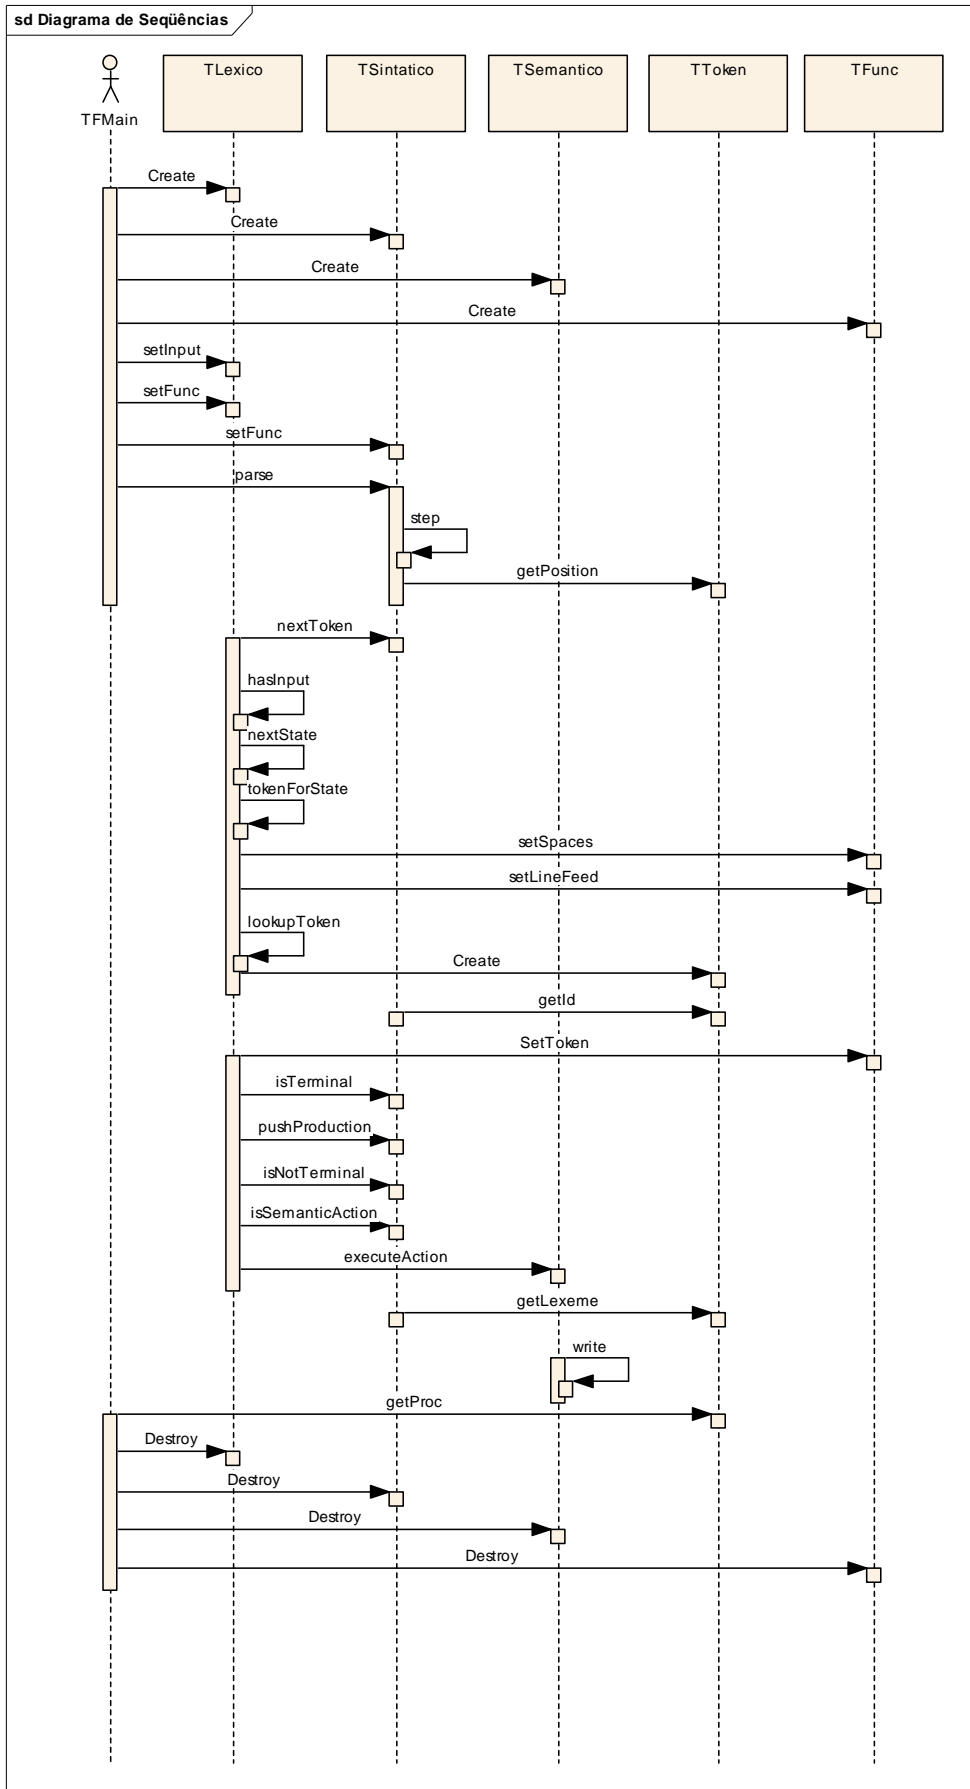 sd Diagrama de Seqüências
TFMain
TLexico
TSintatico
TSemantico
TToken
TFunc
Create
Create
Create
Create
setInput
setFunc
setFunc
parse
step
getPosition
nextToken
hasInput
nextState
tokenForState
setSpaces
setLineFeed
lookupToken
Create
getId
SetToken
isTerminal
pushProduction
isNotTerminal
isSemanticAction
executeAction
getLexeme
write
getProc
Destroy
Destroy
Destroy
Destroy